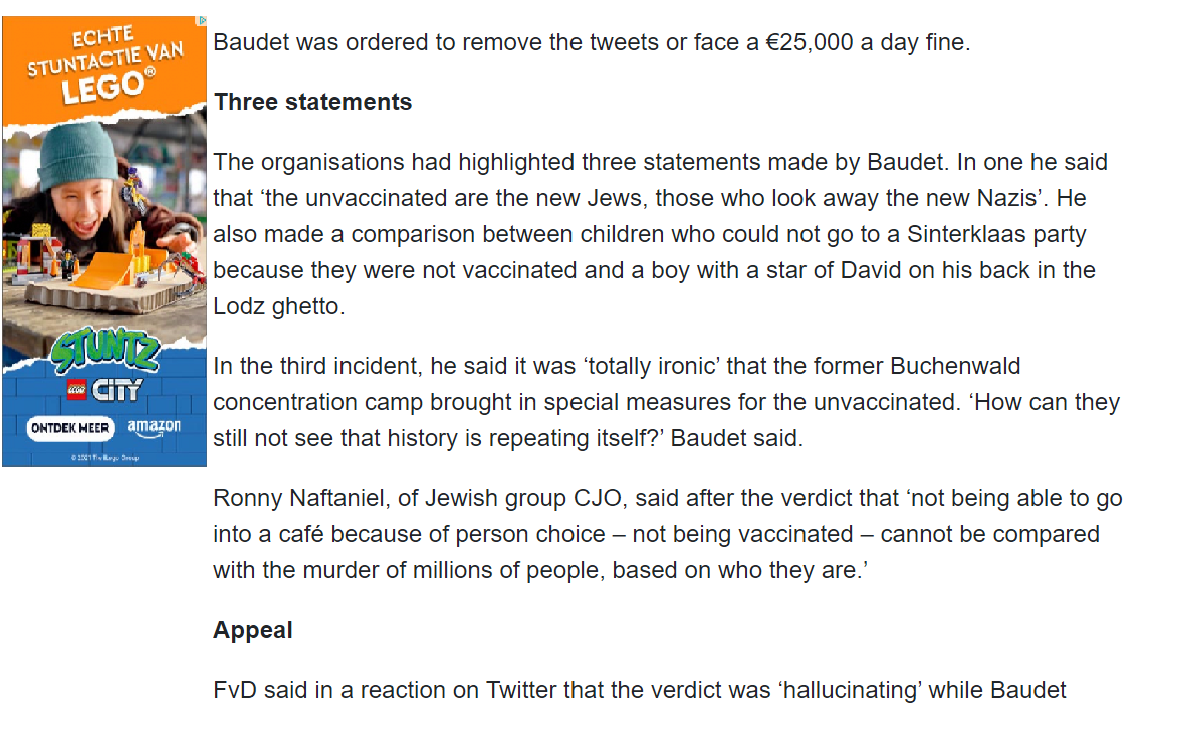 ECHTE
STUNTACTIE VAN
LEGO®
STUNTZ
LEGO CITY
ONTDEK MEER amazon
Baudet was ordered to remove the tweets or face a €25,000 a day fine.
Three statements
The organisations had highlighted three statements made by Baudet. In one he said
that ‘the unvaccinated are the new Jews, those who look away the new Nazis’. He
also made a comparison between children who could not go to a Sinterklaas party
because they were not vaccinated and a boy with a star of David on his back in the
Lodz ghetto.
In the third incident, he said it was ‘totally ironic’ that the former Buchenwald
concentration camp brought in special measures for the unvaccinated. ‘How can they
still not see that history is repeating itself?’ Baudet said.
Ronny Naftaniel, of Jewish group CJO, said after the verdict that ‘not being able to go
into a café because of person choice – not being vaccinated – cannot be compared
with the murder of millions of people, based on who they are.’
Appeal
FvD said in a reaction on Twitter that the verdict was ‘hallucinating’ while Baudet